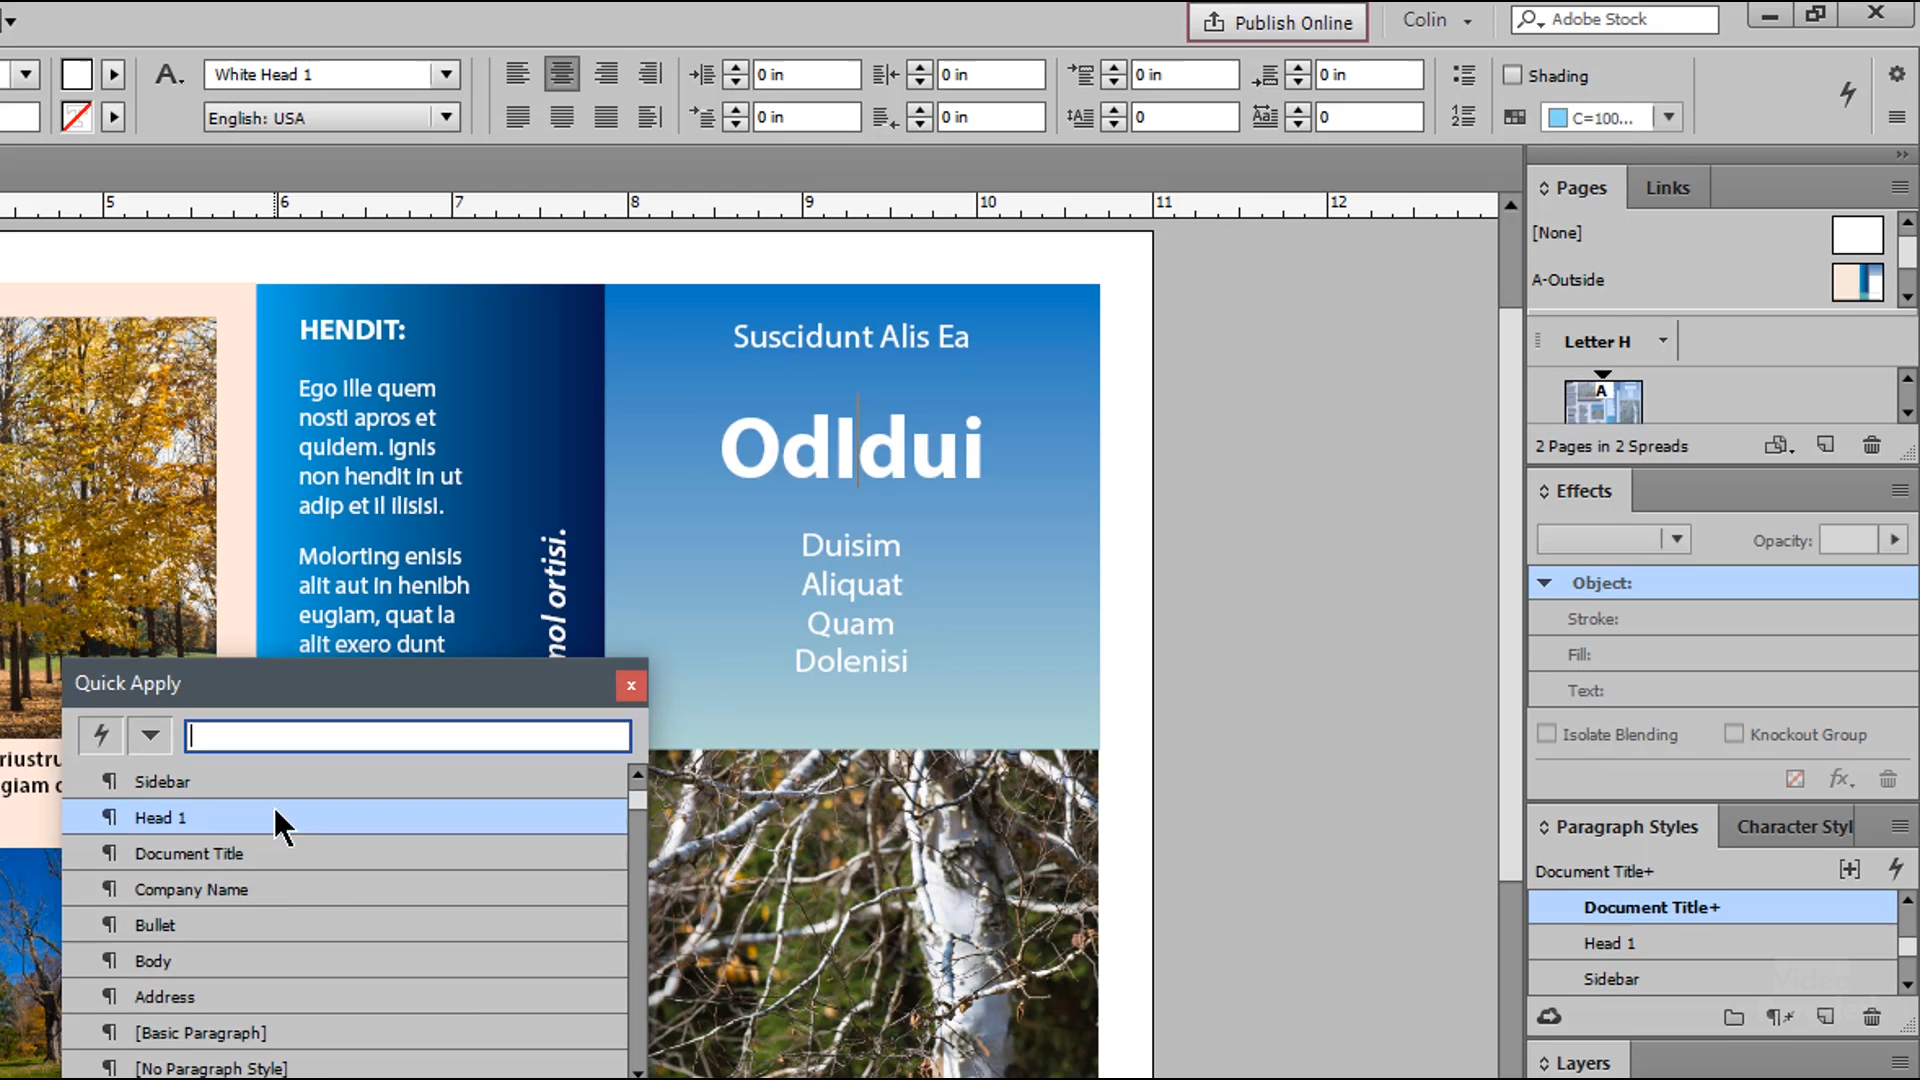 Publish Online
Colin
Adobe Stock
White Head 1
0 in
0 in
0 in
0 in
Shading
English: USA
0 in
0 in
0
0
C=100...
5 6 7 8 9 10 11 12
HENDIT:
Ego ille quem
nosti apros et
quidem. Ignis
non hendit in ut
adip et il ilisisi.
Molorting enisis
alit aut in henibh
eugiam, quat la
alit exero dunt
nol ortisi.
Suscidunt Alis Ea
OdIdui
Duisim
Aliquat
Quam
Dolenisi
riustru
giam
Quick Apply
x
Sidebar
Head 1
Document Title
Company Name
Bullet
Body
Address
[Basic Paragraph]
[No Paragraph Style]
Pages
Links
[None]
A-Outside
Letter H
A
2 Pages in 2 Spreads
Effects
Opacity:
Object:
Stroke:
Fill:
Text:
Isolate Blending
Knockout Group
fx.
Paragraph Styles
Character Styl
Document Title+
Document Title+
Head 1
Sidebar
Layers